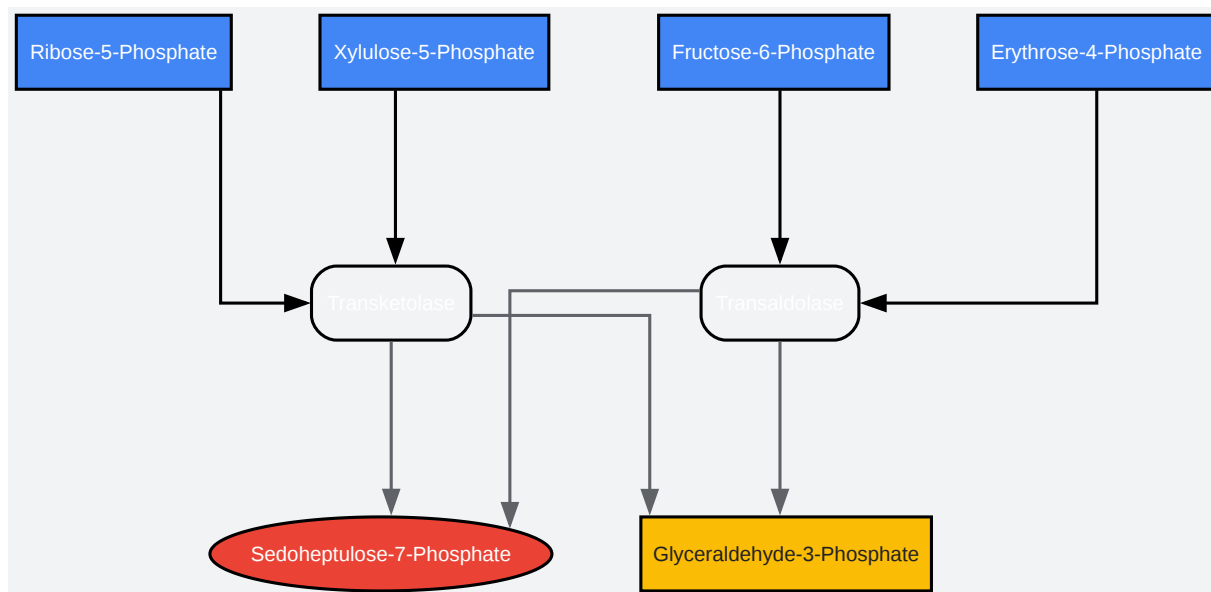 Ribose-5-Phosphate
Xylulose-5-Phosphate
Fructose-6-Phosphate
Erythrose-4-Phosphate
Transketolase
Transaldolase
Sedoheptulose-7-Phosphate
Glyceraldehyde-3-Phosphate